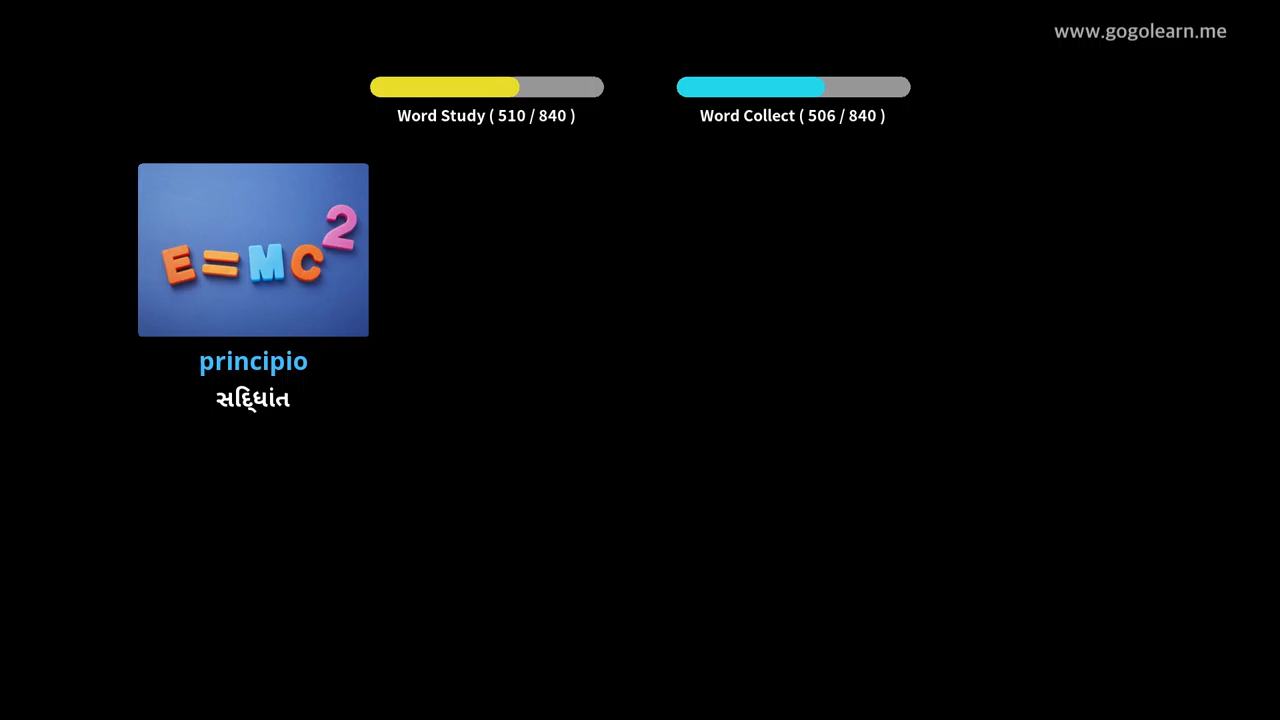 www.gogolearn.me
Word Study ( 510 / 840 )
Word Collect ( 506 / 840 )
E=MC²
principio
સદ્ધિાંત